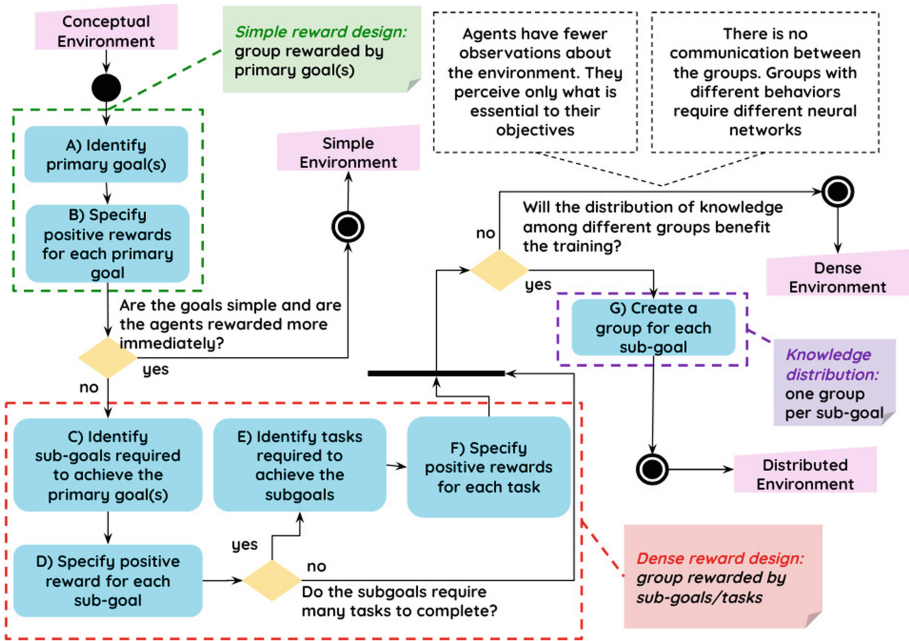 Conceptual
Environment
Simple reward design:
group rewarded by
primary goal(s)
Agents have fewer
observations about
the environment. They
perceive only what is
essential to their
objectives
There is no
communication between
the groups. Groups with
different behaviors
require different neural
networks
A) Identify
primary goal(s)
B) Specify
positive rewards
for each primary
goal
Simple
Environment
Are the goals simple and are
the agents rewarded more
immediately?
yes
no
Will the distribution of knowledge
among different groups benefit
the training?
no
yes
Dense
Environment
G) Create a
group for each
sub-goal
Knowledge
distribution:
one group
per sub-goal
Distributed
Environment
C) Identify
sub-goals required
to achieve the
primary goal(s)
E) Identify tasks
required to
achieve the
subgoals
F) Specify
positive rewards
for each task
D) Specify positive
reward for each
sub-goal
yes
no
Do the subgoals require
many tasks to complete?
Dense reward design:
group rewarded by
sub-goals/tasks